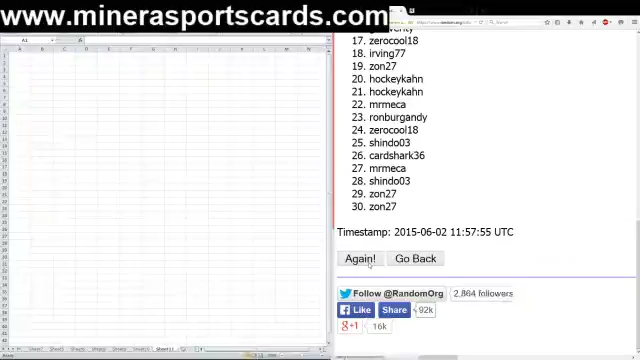 www.minerasportscards.com
17. zerocool18
18. irving77
19. zon27
20. hockeykahn
21. hockeykahn
22. mrmeca
23. ronburgandy
24. zerocool18
25. shindo03
26. cardshark36
27. mrmeca
28. shindo03
29. zon27
30. zon27
Timestamp: 2015-06-02 11:57:55 UTC
Again! Go Back
Follow @RandomOrg 2,864 followers
Like Share 92k
+1 16k